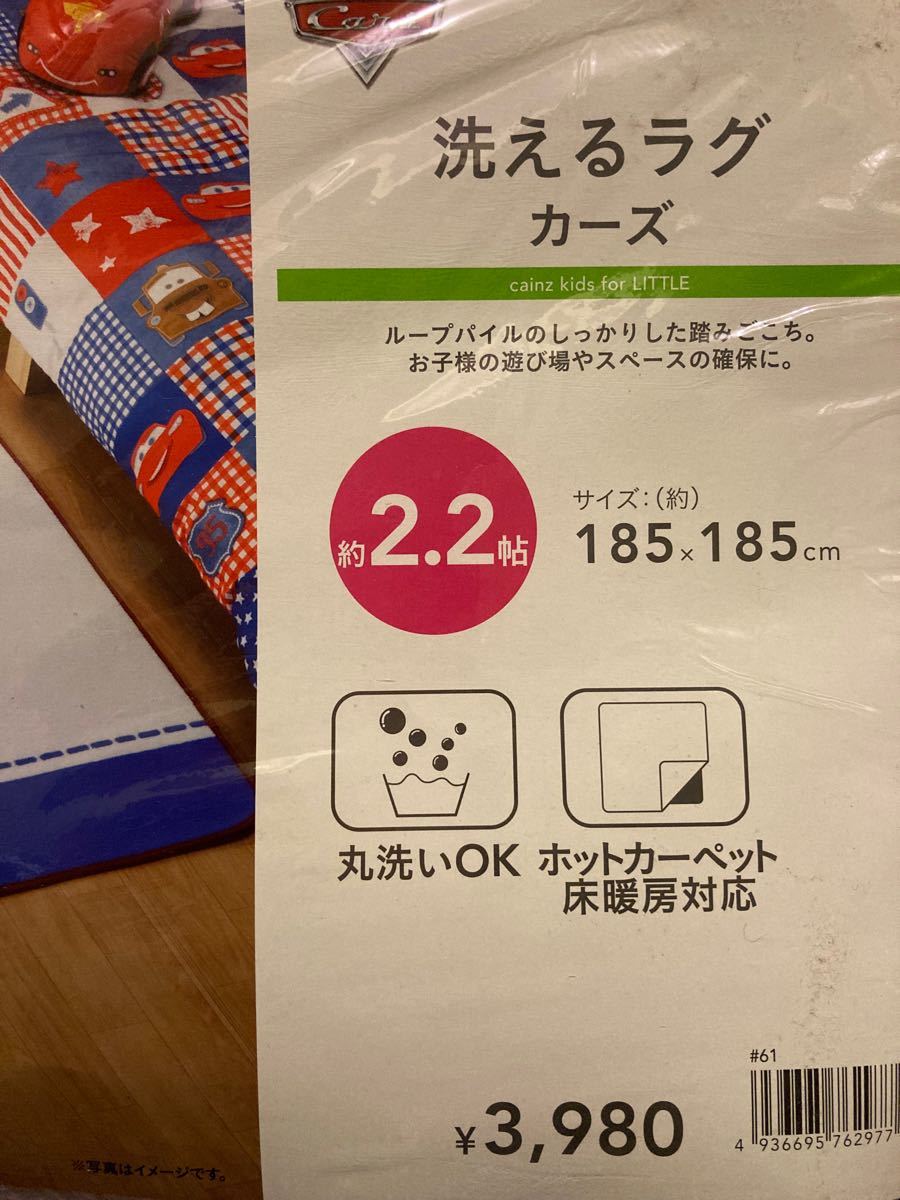 Cars
洗えるラグ
カーズ
cainz kids for LITTLE
ループパイルのしっかりした踏みごこち。
お子様の遊び場やスペースの確保に。
約2.2帖
サイズ:(約)
185×185cm
95
丸洗いOK
ホットカーペット
床暖房対応
#61
¥3,980
4 936695 762977
※写真はイメージです。